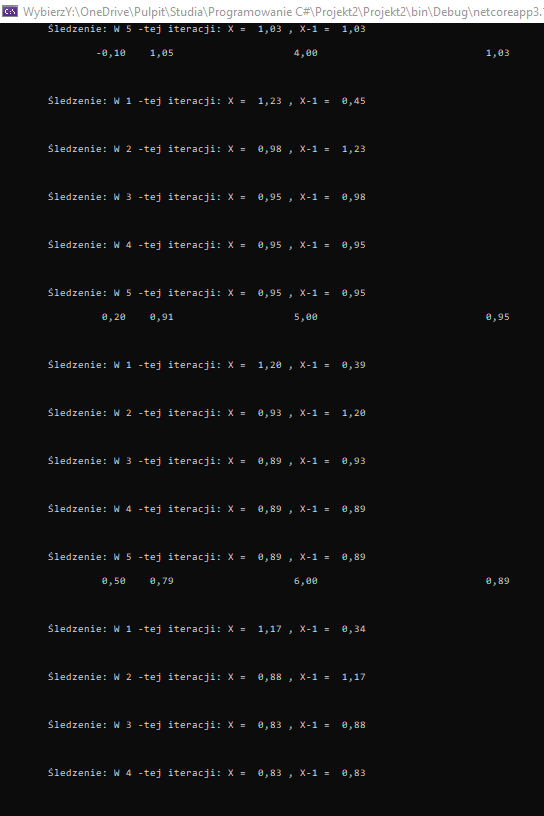 WybierzY:\OneDrive\Pulpit\Studia\Programowanie C#\Projekt2\Projekt2\bin\Debug\netcoreapp3.
Śledzenie: W 5 -tej iteracji: X = 1,03 , X-1 = 1,03
-0,10 1,05 4,00 1,03
Śledzenie: W 1 -tej iteracji: X = 1,23 , X-1 = 0,45
Śledzenie: W 2 -tej iteracji: X = 0,98 , X-1 = 1,23
Śledzenie: W 3 -tej iteracji: X = 0,95 , X-1 = 0,98
Śledzenie: W 4 -tej iteracji: X = 0,95 , X-1 = 0,95
Śledzenie: W 5 -tej iteracji: X = 0,95 , X-1 = 0,95
0,20 0,91 5,00 0,95
Śledzenie: W 1 -tej iteracji: X = 1,20 , X-1 = 0,39
Śledzenie: W 2 -tej iteracji: X = 0,93 , X-1 = 1,20
Śledzenie: W 3 -tej iteracji: X = 0,89 , X-1 = 0,93
Śledzenie: W 4 -tej iteracji: X = 0,89 , X-1 = 0,89
Śledzenie: W 5 -tej iteracji: X = 0,89 , X-1 = 0,89
0,50 0,79 6,00 0,89
Śledzenie: W 1 -tej iteracji: X = 1,17 , X-1 = 0,34
Śledzenie: W 2 -tej iteracji: X = 0,88 , X-1 = 1,17
Śledzenie: W 3 -tej iteracji: X = 0,83 , X-1 = 0,88
Śledzenie: W 4 -tej iteracji: X = 0,83 , X-1 = 0,83